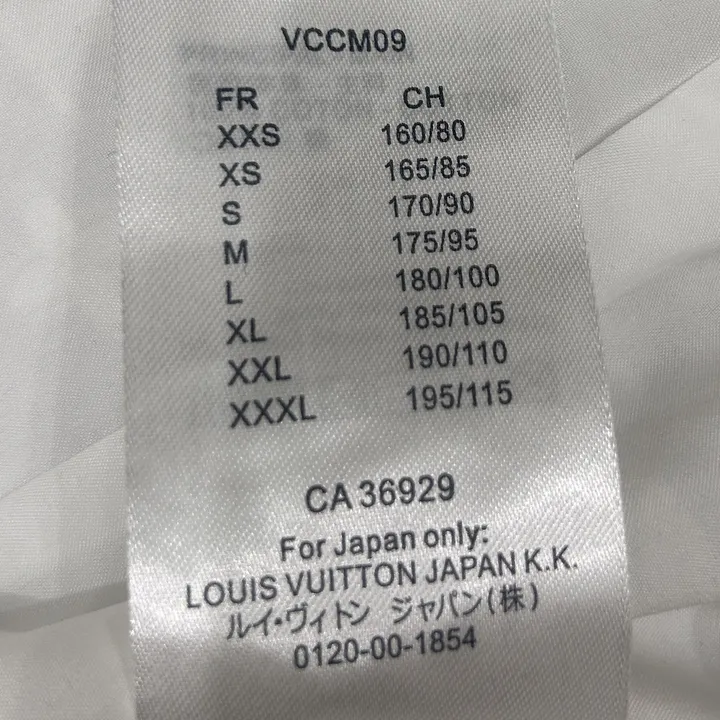 VCCM09
FR CH
XXS 160/80
XS 165/85
S 170/90
M 175/95
L 180/100
XL 185/105
XXL 190/110
XXXL 195/115
CA 36929
For Japan only:
LOUIS VUITTON JAPAN K.K.
ルイ・ヴィトン ジャパン(株)
0120-00-1854